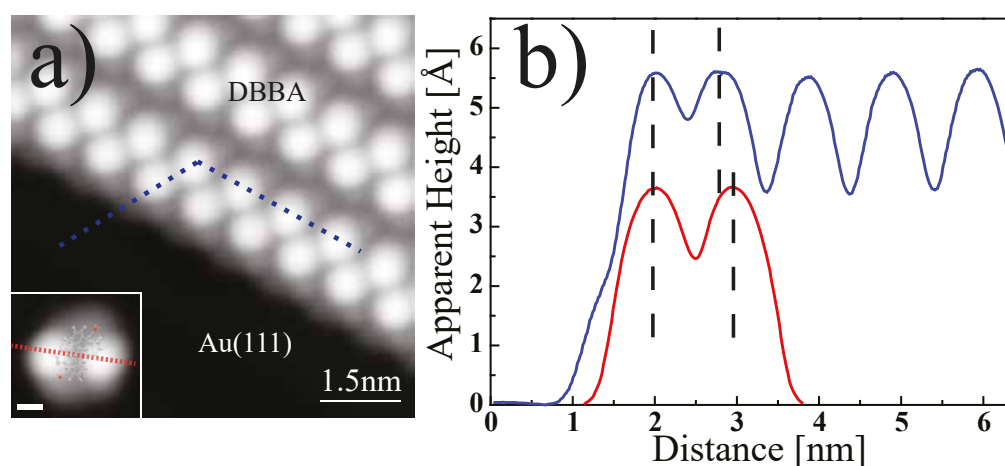 a)
DBBA
Au(111)
1.5nm
b)
Apparent Height [Å]
6
5
4
3
2
1
0
0 1 2 3 4 5 6
Distance [nm]